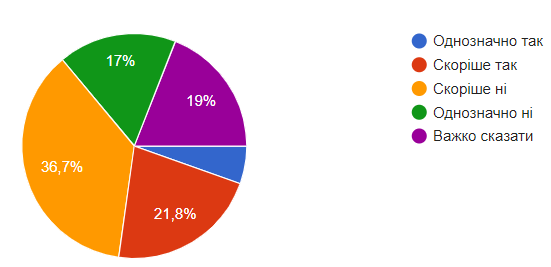 17%
19%
36,7%
21,8%
Однозначно так
Скоріше так
Скоріше ні
Однозначно ні
Важко сказати